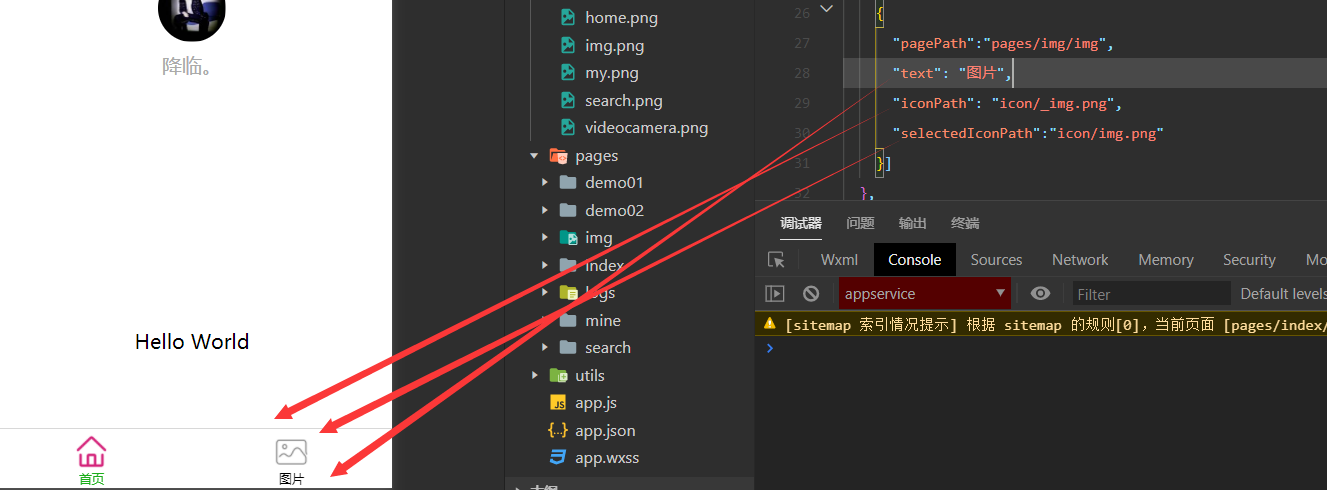 降临。
Hello World
首页
图片
home.png
img.png
my.png
search.png
videocamera.png
pages
demo01
demo02
img
index
logs
mine
search
utils
app.js
app.json
app.wxss
26 {
27 "pagePath":"pages/img/img",
28 "text": "图片",
29 "iconPath": "icon/_img.png",
30 "selectedIconPath":"icon/img.png"
31 }]
32 },
调试器 问题 输出 终端
Wxml Console Sources Network Memory Security Mo
appservice Filter Default levels
[sitemap 索引情况提示] 根据 sitemap 的规则[0]，当前页面 [pages/index/